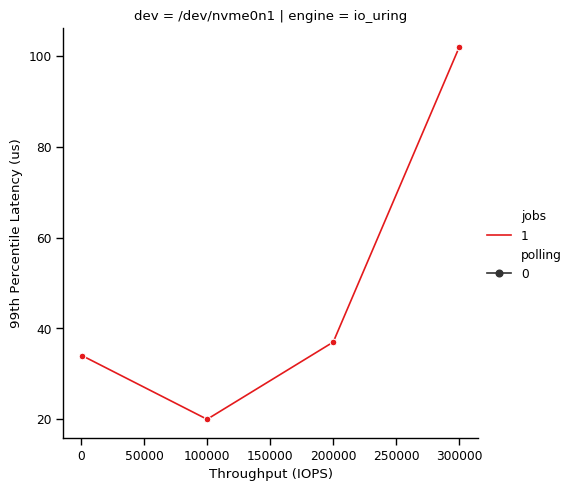 dev = /dev/nvme0n1 | engine = io_uring
99th Percentile Latency (us)
100
80
60
40
20
0
50000
100000
150000
200000
250000
300000
Throughput (IOPS)
jobs
1
polling
0